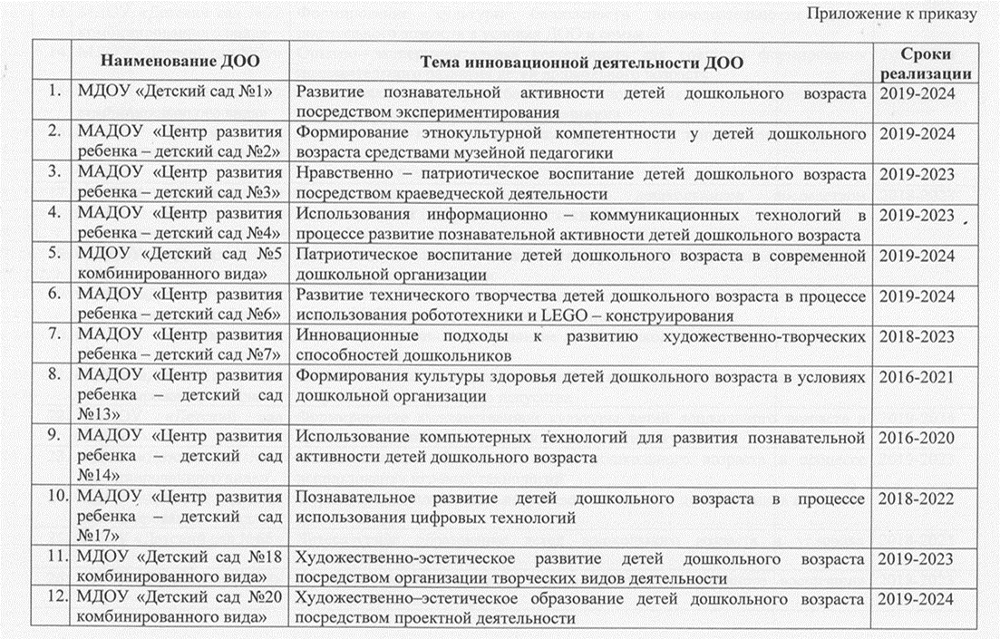 Приложение к приказу
Наименование ДОО Тема инновационной деятельности ДОО Сроки
реализации
1. МДОУ «Детский сад №1» Развитие познавательной активности детей дошкольного возраста 2019-2024
посредством экспериментирования
2. МАДОУ «Центр развития Формирование этнокультурной компетентности у детей дошкольного 2019-2024
ребенка – детский сад №2» возраста средствами музейной педагогики
3. МАДОУ «Центр развития Нравственно – патриотическое воспитание детей дошкольного возраста 2019-2023
ребенка – детский сад №3» посредством краеведческой деятельности
4. МАДОУ «Центр развития Использования информационно – коммуникационных технологий в 2019-2023
ребенка – детский сад №4» процессе развитие познавательной активности детей дошкольного возраста
5. МДОУ «Детский сад №5 Патриотическое воспитание детей дошкольного возраста в современной 2019-2024
комбинированного вида» дошкольной организации
6. МАДОУ «Центр развития Развитие технического творчества детей дошкольного возраста в процессе 2019-2024
ребенка – детский сад №6» использования робототехники и LEGO – конструирования
7. МАДОУ «Центр развития Инновационные подходы к развитию художественно-творческих 2018-2023
ребенка – детский сад №7» способностей дошкольников
8. МАДОУ «Центр развития Формирования культуры здоровья детей дошкольного возраста в условиях 2016-2021
ребенка – детский сад дошкольной организации
№13»
9. МАДОУ «Центр развития Использование компьютерных технологий для развития познавательной 2016-2020
ребенка – детский сад активности детей дошкольного возраста
№14»
10. МАДОУ «Центр развития Познавательное развитие детей дошкольного возраста в процессе 2018-2022
ребенка – детский сад использования цифровых технологий
№17»
11. МДОУ «Детский сад №18 Художественно-эстетическое развитие детей дошкольного возраста 2019-2023
комбинированного вида» посредством организации творческих видов деятельности
12. МДОУ «Детский сад №20 Художественно–эстетическое образование детей дошкольного возраста 2019-2024
комбинированного вида» посредством проектной деятельности